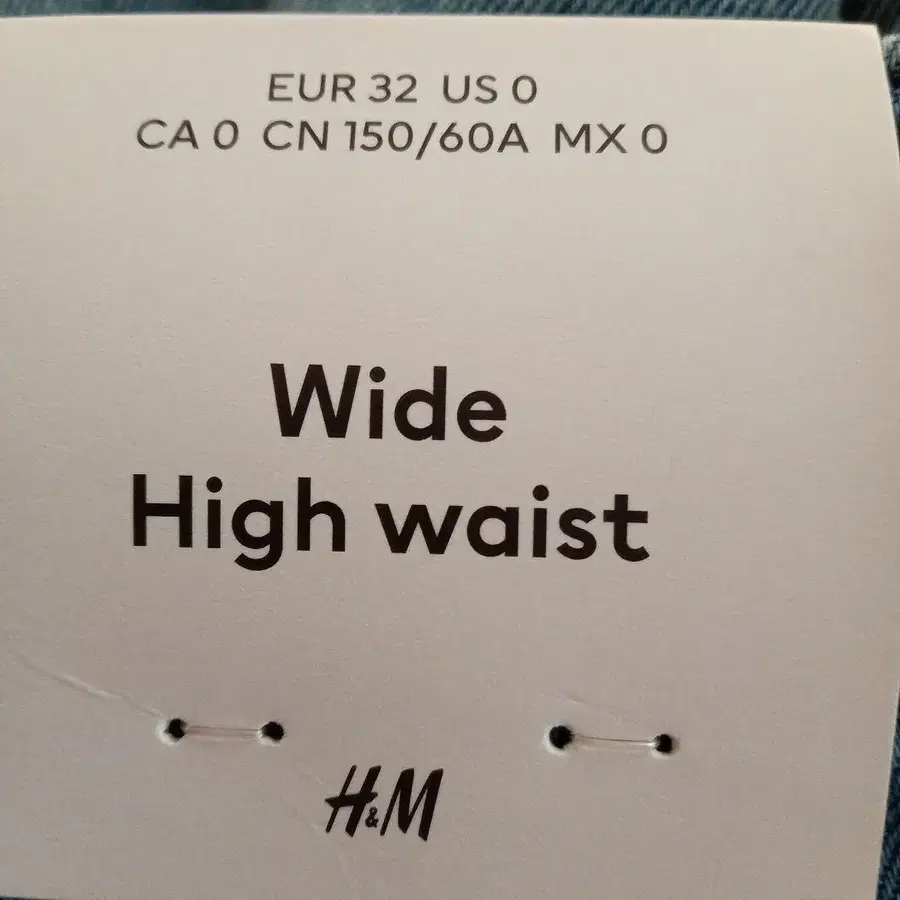 EUR 32 US 0
CA 0 CN 150/60A MX 0
Wide
High waist
H&M